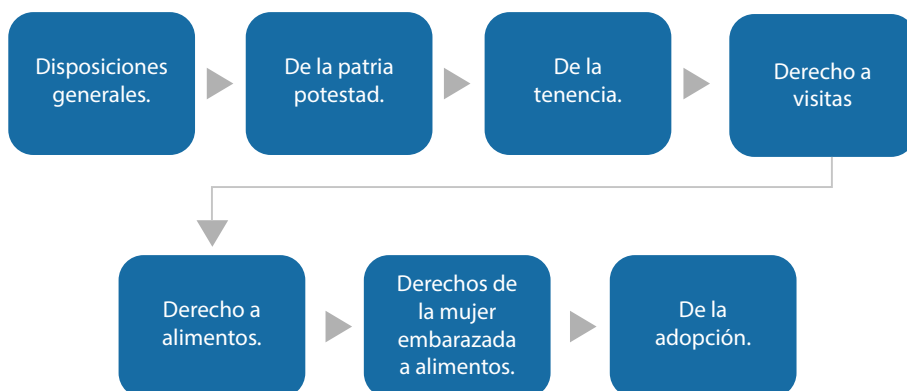 Disposiciones
generales.
De la patria
potestad.
De la
tenencia.
Derecho a
visitas
Derecho a
alimentos.
Derechos de
la mujer
embarazada
a alimentos.
De la
adopción.